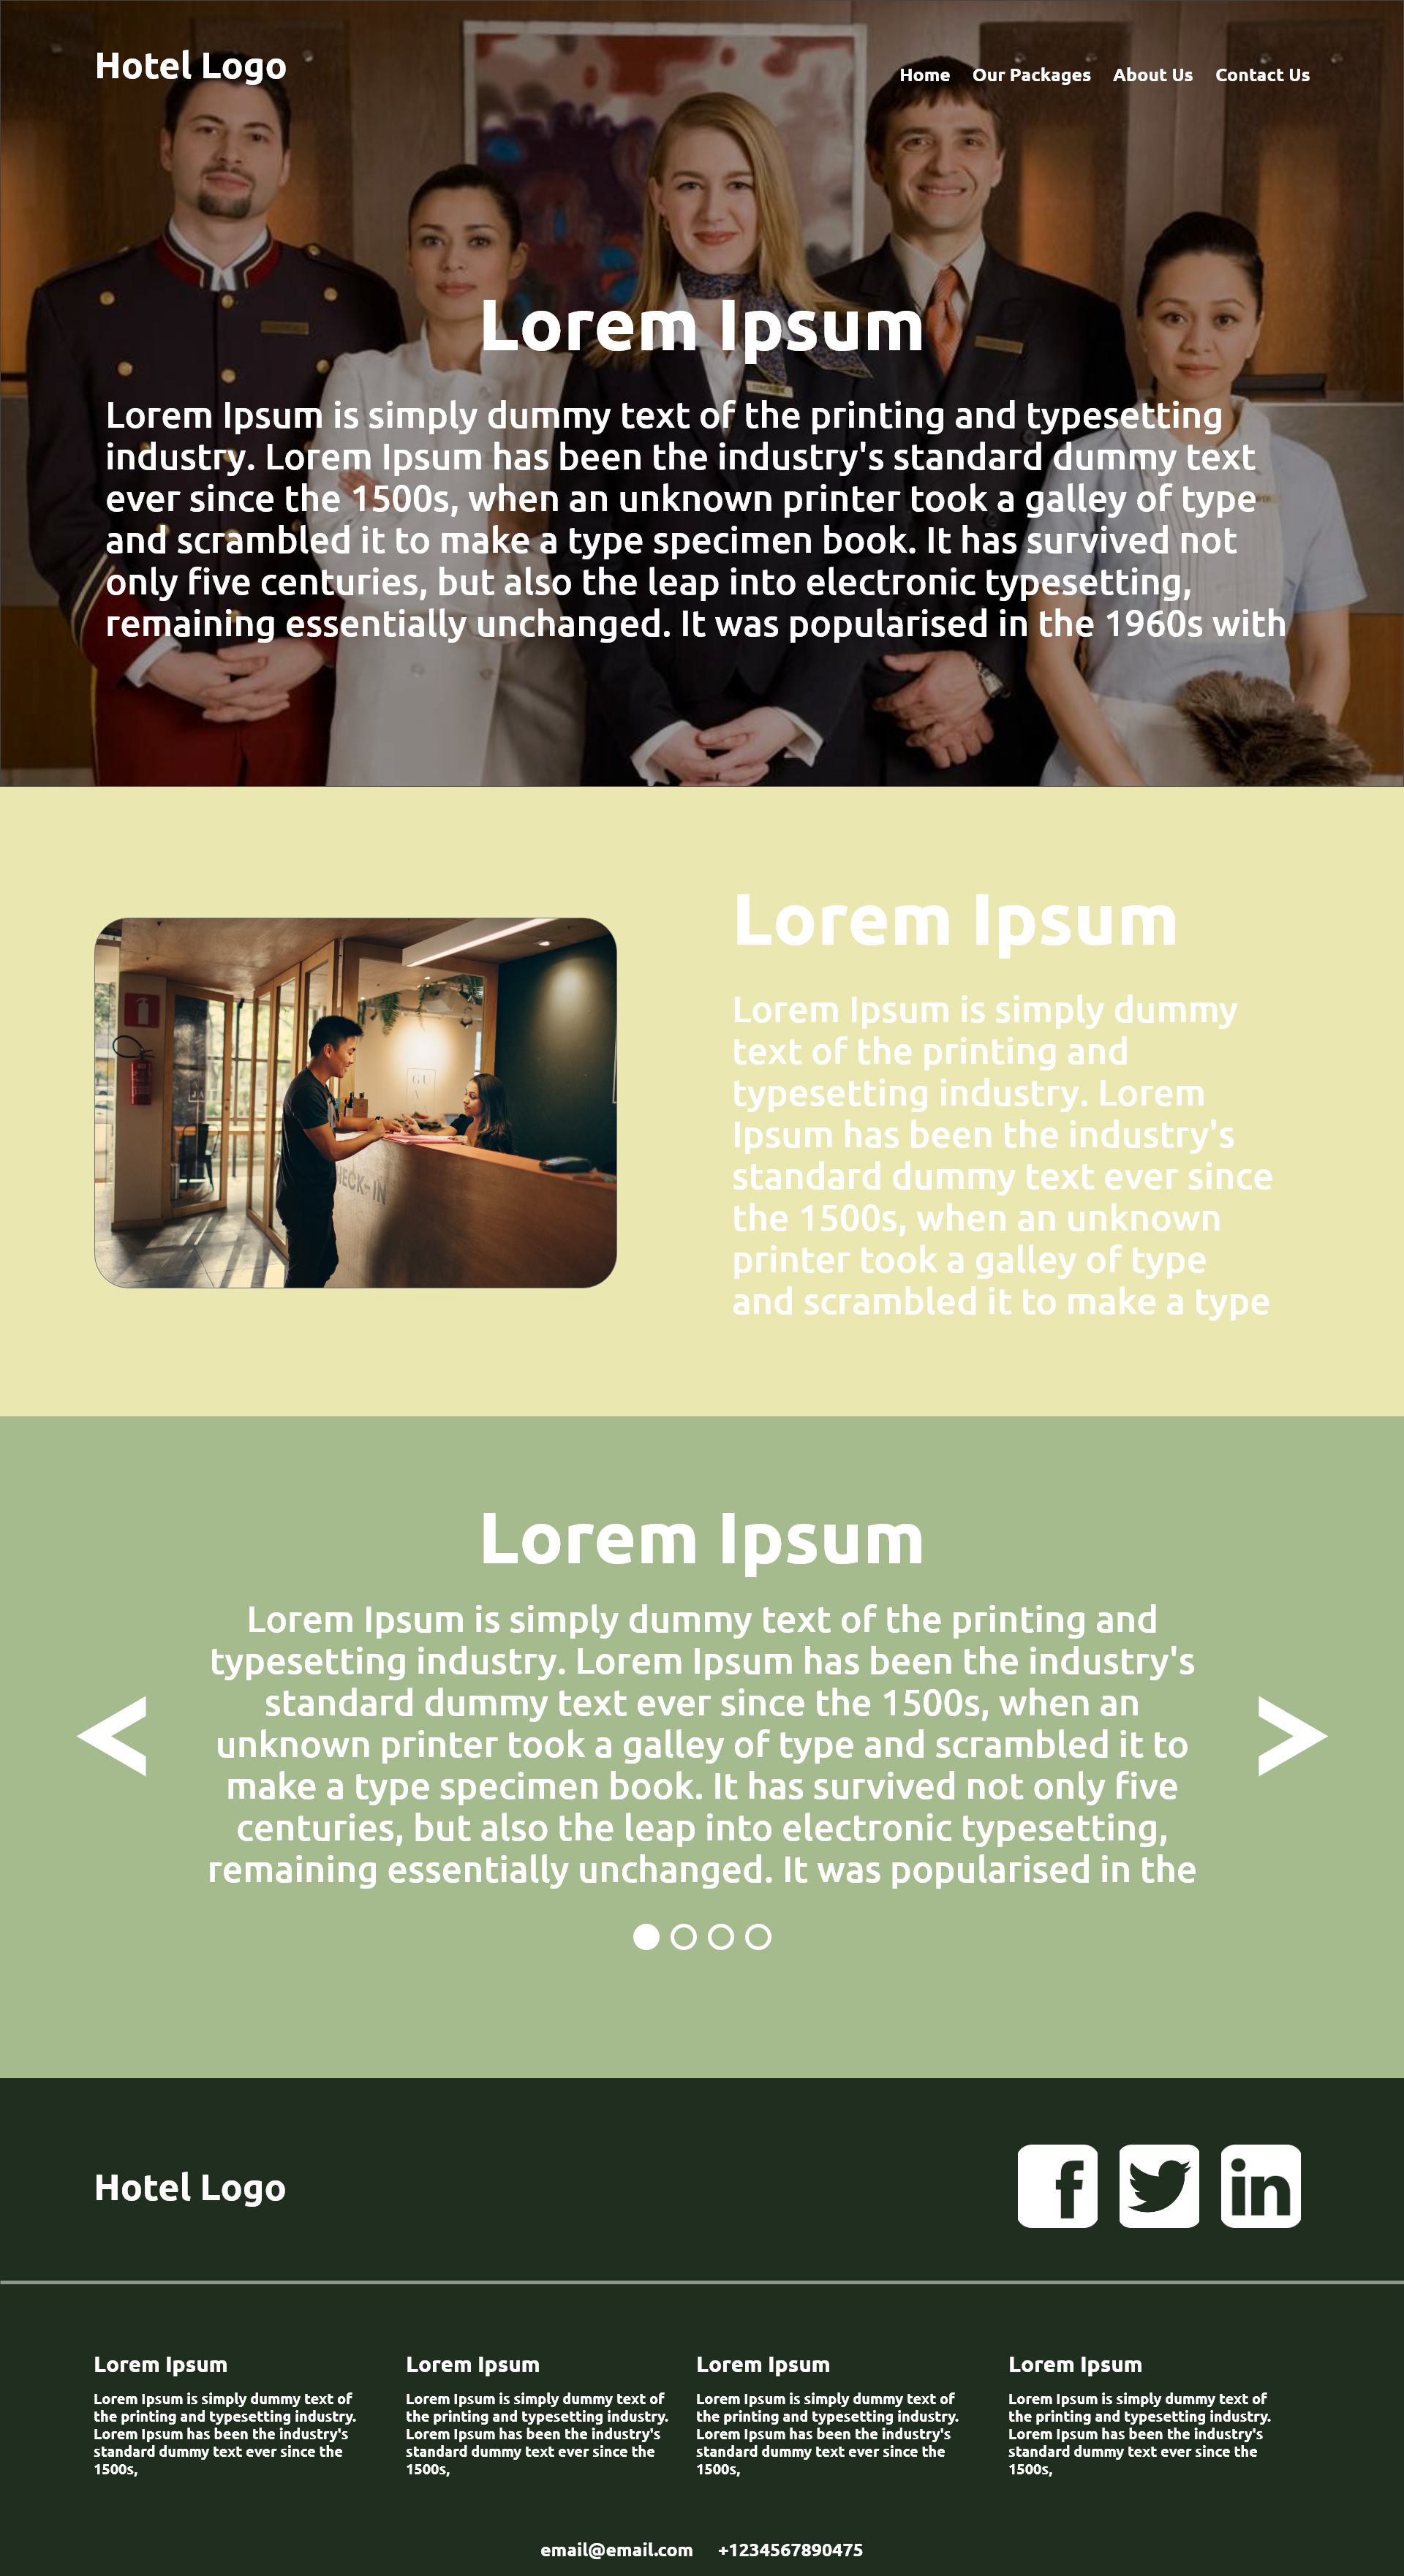 Hotel Logo
Home Our Packages About Us Contact Us
Lorem Ipsum
Lorem Ipsum is simply dummy text of the printing and typesetting
industry. Lorem Ipsum has been the industry's standard dummy text
ever since the 1500s, when an unknown printer took a galley of type
and scrambled it to make a type specimen book. It has survived not
only five centuries, but also the leap into electronic typesetting,
remaining essentially unchanged. It was popularised in the 1960s with
Lorem Ipsum
Lorem Ipsum is simply dummy
text of the printing and
typesetting industry. Lorem
Ipsum has been the industry's
standard dummy text ever since
the 1500s, when an unknown
printer took a galley of type
and scrambled it to make a type
GU
HECK-IN
Lorem Ipsum
Lorem Ipsum is simply dummy text of the printing and
typesetting industry. Lorem Ipsum has been the industry's
standard dummy text ever since the 1500s, when an
unknown printer took a galley of type and scrambled it to
make a type specimen book. It has survived not only five
centuries, but also the leap into electronic typesetting,
remaining essentially unchanged. It was popularised in the
< >
Hotel Logo
f in
Lorem Ipsum
Lorem Ipsum is simply dummy text of
the printing and typesetting industry.
Lorem Ipsum has been the industry's
standard dummy text ever since the
1500s,
Lorem Ipsum
Lorem Ipsum is simply dummy text of
the printing and typesetting industry.
Lorem Ipsum has been the industry's
standard dummy text ever since the
1500s,
Lorem Ipsum
Lorem Ipsum is simply dummy text of
the printing and typesetting industry.
Lorem Ipsum has been the industry's
standard dummy text ever since the
1500s,
Lorem Ipsum
Lorem Ipsum is simply dummy text of
the printing and typesetting industry.
Lorem Ipsum has been the industry's
standard dummy text ever since the
1500s,
email@email.com +1234567890475